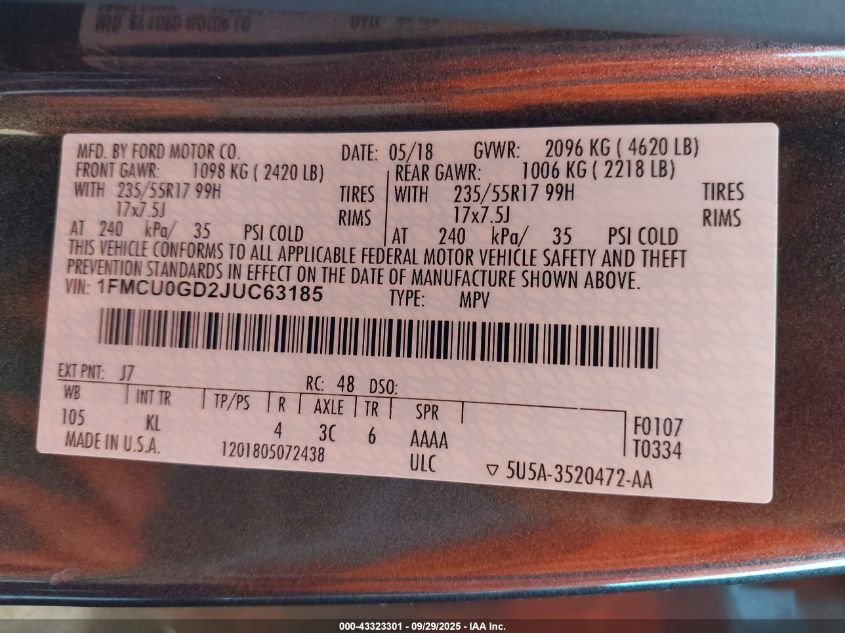 MFD. BY FORD MOTOR CO. DATE: 05/18 GVWR: 2096 KG ( 4620 LB)
FRONT GAWR: 1098 KG ( 2420 LB) REAR GAWR: 1006 KG ( 2218 LB)
WITH 235/55R17 99H TIRES WITH 235/55R17 99H TIRES
17x7.5J RIMS 17x7.5J RIMS
AT 240 kPa/ 35 PSI COLD AT 240 kPa/ 35 PSI COLD
THIS VEHICLE CONFORMS TO ALL APPLICABLE FEDERAL MOTOR VEHICLE SAFETY AND THEFT
PREVENTION STANDARDS IN EFFECT ON THE DATE OF MANUFACTURE SHOWN ABOVE.
VIN: 1FMCU0GD2JUC63185 TYPE: MPV
EXT PNT: J7 RC: 48 DSO:
WB INT TR TP/PS R AXLE TR SPR
105 KL 4 3C 6 AAAA F0107
MADE IN U.S.A. 1201805072438 ULC T0334
▽ 5U5A-3520472-AA
000-43323301 - 09/29/2025 - IAA Inc.